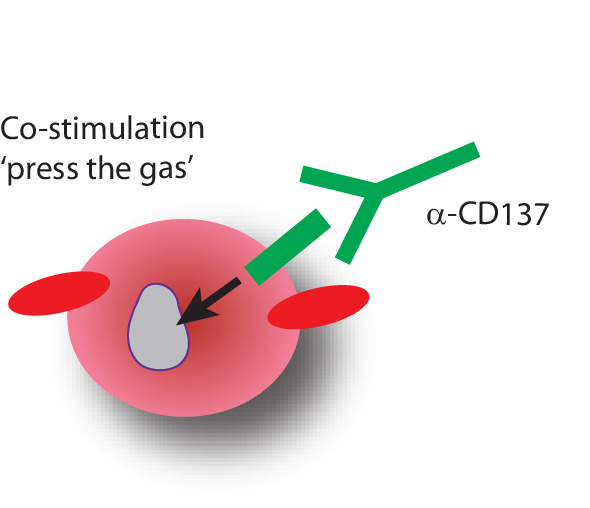 Co-stimulation
‘press the gas’
α-CD137